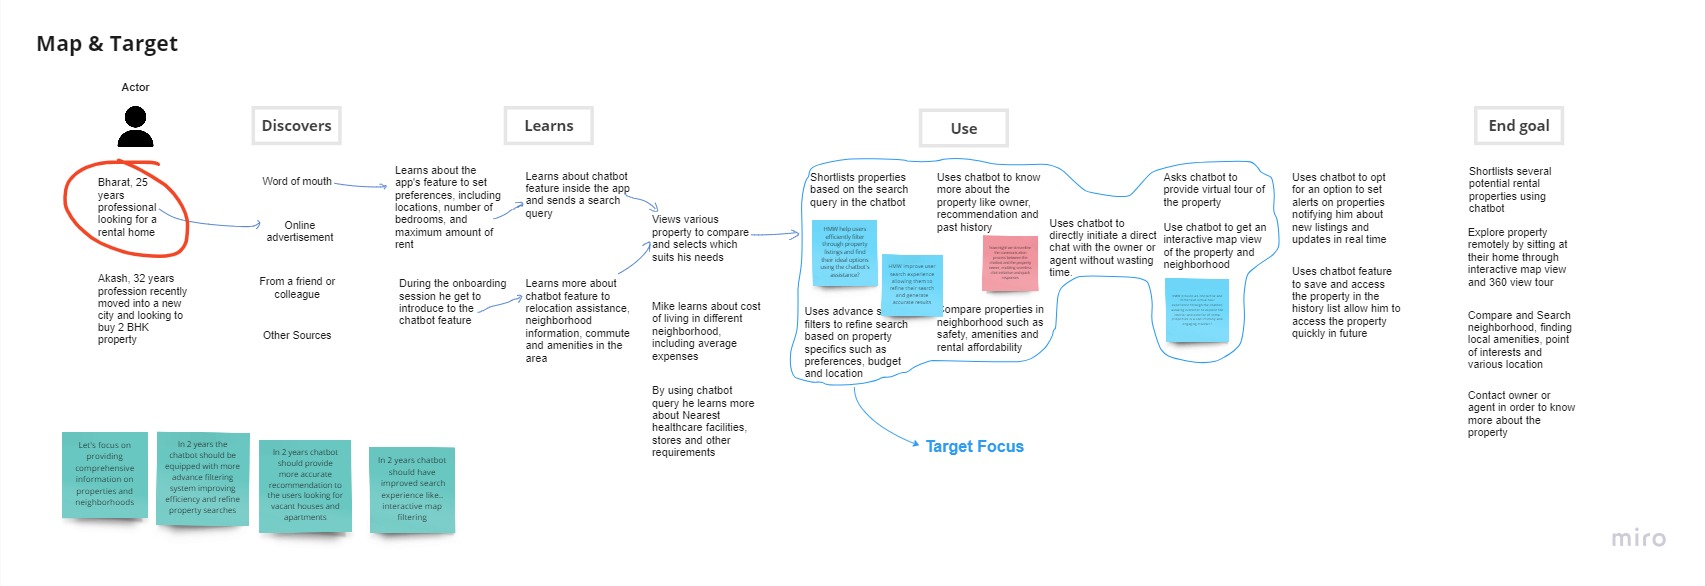 Map & Target
Actor
Discovers
Learns
Use
End goal
Bharat, 25
years
professional
looking for a
rental home
Akash, 32 years
profession recently
moved into a new
city and looking to
buy 2 BHK
property
Word of mouth
Online
advertisement
From a friend or
colleague
Other Sources
Learns about the
app's feature to set
preferences, including
locations, number of
bedrooms, and
maximum amount of
rent
During the onboarding
session he get to
introduce to the
chatbot feature
Learns about chatbot
feature inside the app
and sends a search
query
Learns more about
chatbot feature to
relocation assistance,
neighborhood
information, commute
and amenities in the
area
Views various
property to compare
and selects which
suits his needs
Mike learns about cost
of living in different
neighborhood,
including average
expenses
By using chatbot
query he learns more
about Nearest
healthcare facilities,
stores and other
requirements
Shortlists properties
based on the search
query in the chatbot
HMW help users
efficiently filter
through property
listings and find
their ideal options
using the chatbot's
assistance?
HMW improve user
search experience
allowing them to
refine their search
and generate
accurate results
Uses advance s
filters to refine search
based on property
specifics such as
preferences, budget
and location
Uses chatbot to know
more about the
property like owner,
recommendation and
past history
Compare properties in
neighborhood such as
safety, amenities and
rental affordability
Uses chatbot to
directly initiate a direct
chat with the owner or
agent without wasting
time.
Asks chatbot to
provide virtual tour of
the property
Use chatbot to get an
interactive map view
of the property and
neighborhood
Uses chatbot to opt
for an option to set
alerts on properties
notifying him about
new listings and
updates in real time
Uses chatbot feature
to save and access
the property in the
history list allow him to
access the property
quickly in future
Shortlists several
potential rental
properties using
chatbot
Explore property
remotely by sitting at
their home through
interactive map view
and 360 view tour
Compare and Search
neighborhood, finding
local amenities, point
of interests and
various location
Contact owner or
agent in order to know
more about the
property
Target Focus
Let's focus on
providing
comprehensive
information on
properties and
neighborhoods
In 2 years the
chatbot should be
equipped with more
advance filtering
system improving
efficiency and refine
property searches
In 2 years chatbot
should provide
more accurate
recommendation to
the users looking for
vacant houses and
apartments
In 2 years chatbot
should have
improved search
experience like..
interactive map
filtering
miro